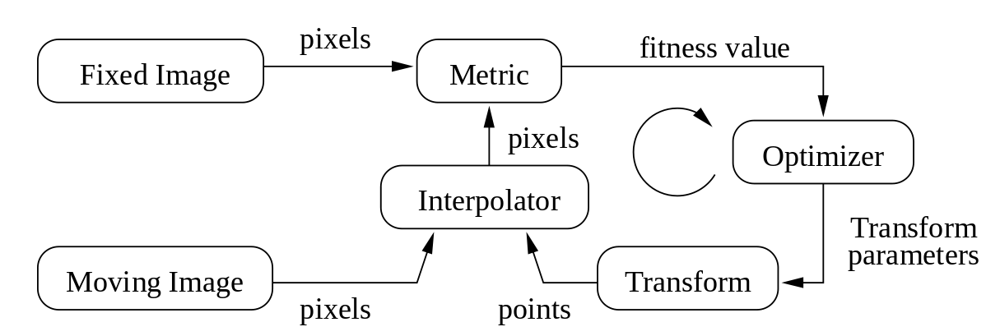 pixels
fitness value
Fixed Image
Metric
pixels
Optimizer
Interpolator
Transform
parameters
Moving Image
Transform
pixels
points